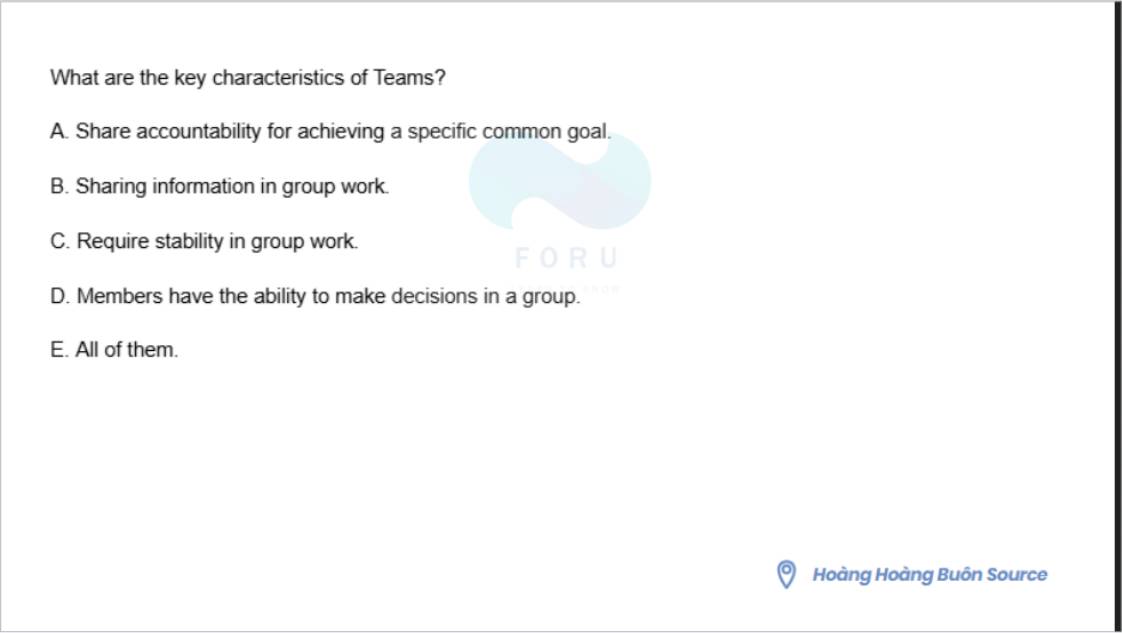 What are the key characteristics of Teams?
A. Share accountability for achieving a specific common goal.
B. Sharing information in group work.
C. Require stability in group work.
FORU
D. Members have the ability to make decisions in a group.
E. All of them.
Hoàng Hoàng Buôn Source